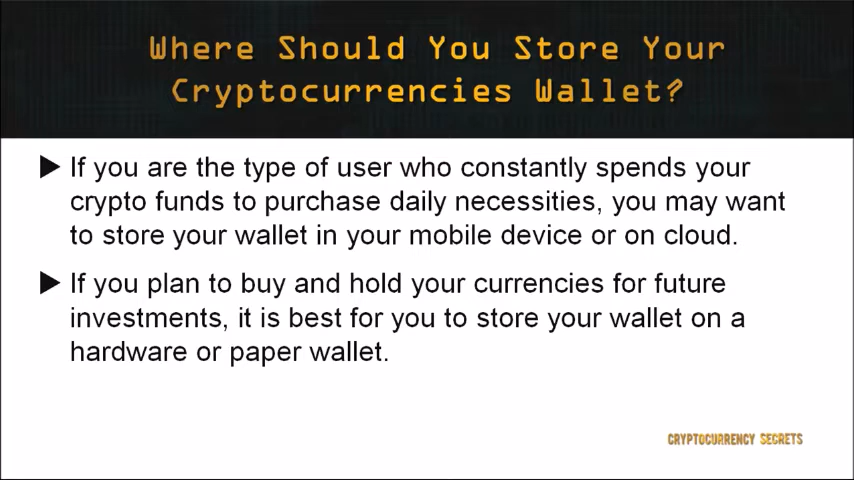 Where Should You Store Your
Cryptocurrencies Wallet?
If you are the type of user who constantly spends your
crypto funds to purchase daily necessities, you may want
to store your wallet in your mobile device or on cloud.
If you plan to buy and hold your currencies for future
investments, it is best for you to store your wallet on a
hardware or paper wallet.
CRYPTOCURRENCY SECRETS